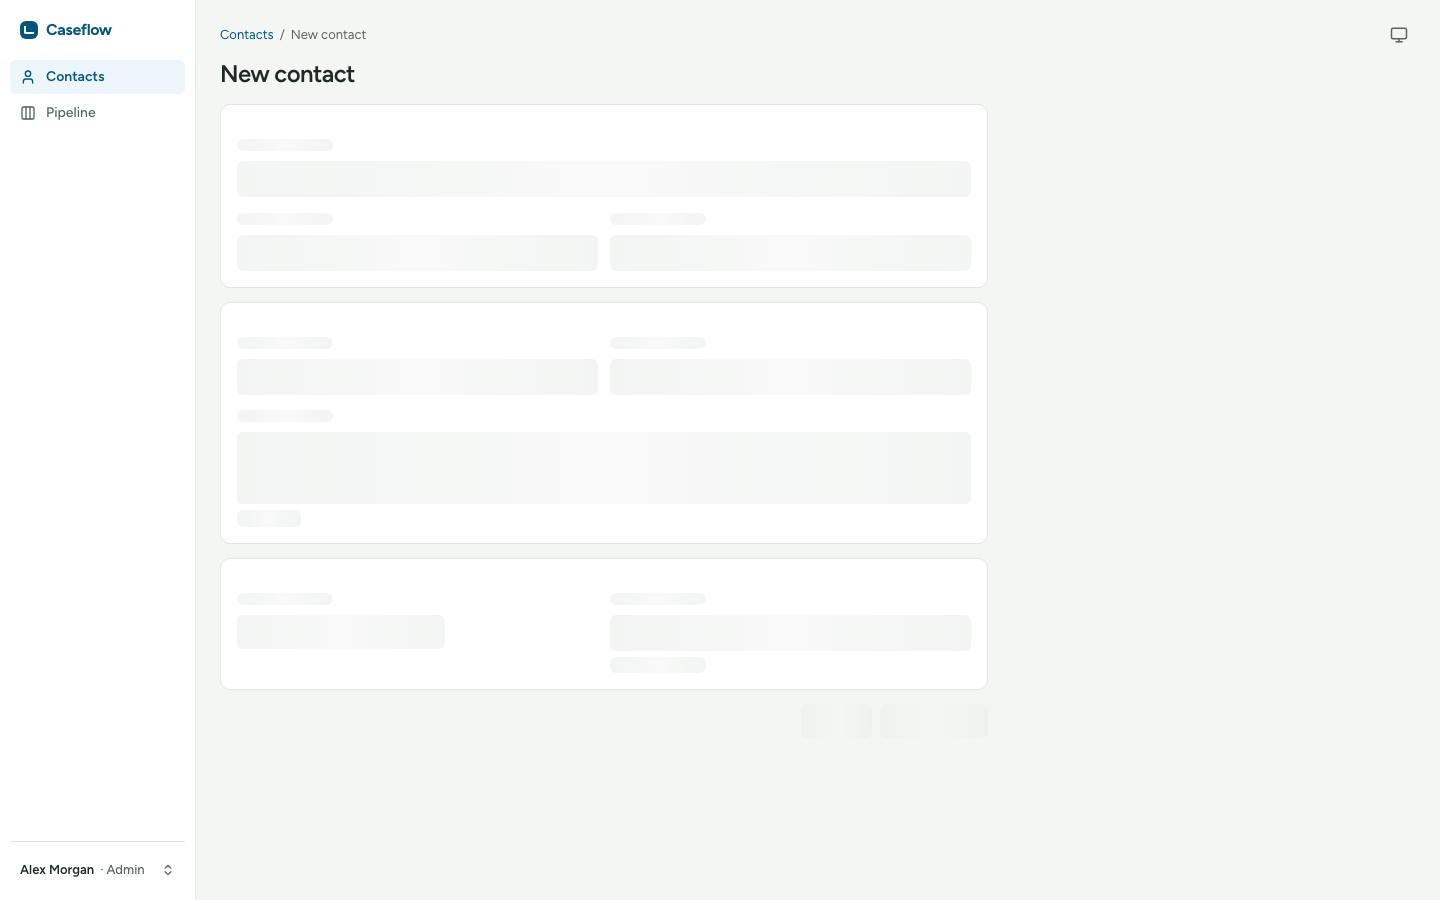 Caseflow
Contacts
Pipeline
Contacts / New contact
New contact
Alex Morgan · Admin